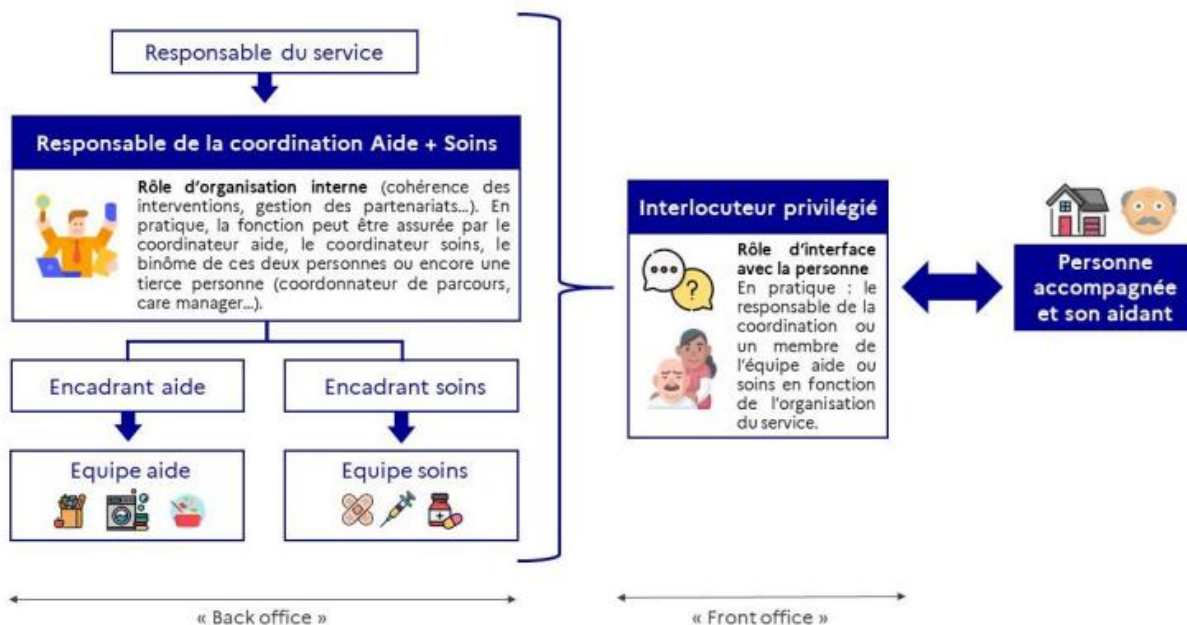 Responsable du service
Responsable de la coordination Aide + Soins
Rôle d'organisation interne (cohérence des
interventions, gestion des partenariats...). En
pratique, la fonction peut être assurée par le
coordinateur aide, le coordinateur soins, le
binôme de ces deux personnes ou encore une
tierce personne (coordonnateur de parcours,
care manager...).
Encadrant aide
Encadrant soins
Equipe aide
Equipe soins
Interlocuteur privilégié
Rôle d'interface
avec la personne
En pratique : le
responsable de la
coordination ou
un membre de
l'équipe aide ou
soins en fonction
de l'organisation
du service.
Personne
accompagnée
et son aidant
« Back office »
« Front office »